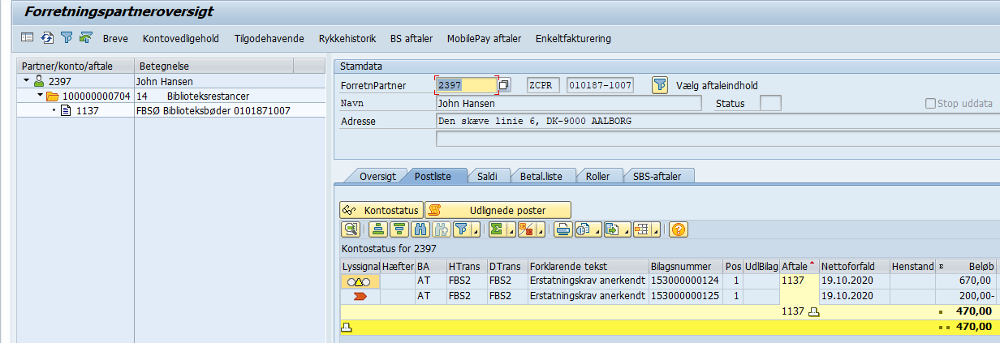 Forretningspartneroversigt
Breve Kontovedligehold Tilgodehavende Rykkehistorik BS aftaler MobilePay aftaler Enkeltfakturering
Partner/konto/aftale Betegnelse
2397 John Hansen
100000000704 14 Biblioteksrestancer
1137 FBSØ Biblioteksbøder 0101871007
Stamdata
ForretnPartner 2397 ZCPR 010187-1007 Vælg aftaleindhold
Navn John Hansen Status Stop uddata
Adresse Den skæve linie 6, DK-9000 AALBORG
Oversigt Postliste Saldi Betal.liste Roller SBS-aftaler
Kontostatus Udlignede poster
Kontostatus for 2397
Lyssignal Hæfter BA HTrans DTrans Forklarende tekst Bilagsnummer Pos UdlBilag Aftale Nettoforfald Henstand Beløb
AT FBS2 FBS2 Erstatningskrav anerkendt 153000000124 1 1137 19.10.2020 670,00
AT FBS2 FBS2 Erstatningskrav anerkendt 153000000125 1 19.10.2020 200,00-
1137 470,00
470,00